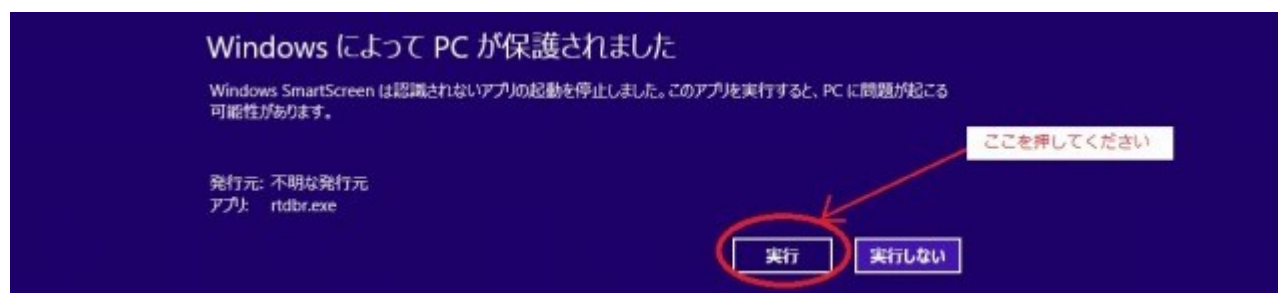 Windows によって PC が保護されました
Windows SmartScreen は認識されないアプリの起動を停止しました。このアプリを実行すると、PC に問題が起こる
可能性があります。
ここを押してください
発行元: 不明な発行元
アプリ: rtdbr.exe
実行
実行しない